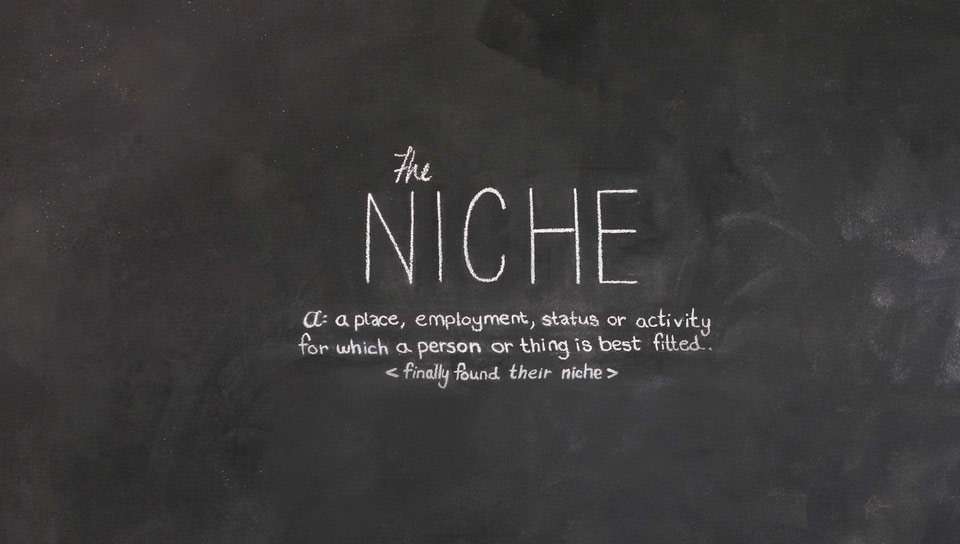 The
NICHE
a: a place, employment, status or activity
for which a person or thing is best fitted..
<finally found their niche>